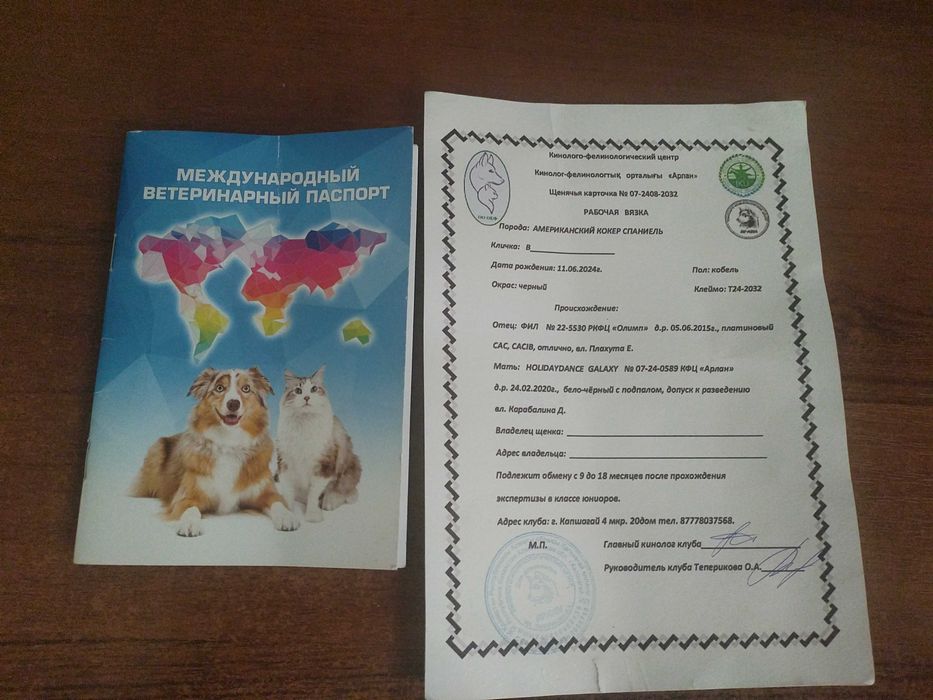 МЕЖДУНАРОДНЫЙ
ВЕТЕРИНАРНЫЙ ПАСПОРТ
Кинолого-фелинологический центр
Кинолог-фелинологтық орталығы «Арлан»
Щенячья карточка № 07-2408-2032
РАБОЧАЯ ВЯЗКА
Порода: АМЕРИКАНСКИЙ КОКЕР СПАНИЕЛЬ
Кличка: В
Дата рождения: 11.06.2024г. Пол: кобель
Окрас: черный Клеймо: Т24-2032
Происхождение:
Отец: ФИЛ № 22-5530 РКФЦ «Олимп» д.р. 05.06.2015г., платиновый
САС, CACIB, отлично, вл. Плахута Е.
Мать: HOLIDAYDANCE GALAXY № 07-24-0589 КФЦ «Арлан»
д.р. 24.02.2020г., бело-чёрный с подпалом, допуск к разведению
вл. Карабалина Д.
Владелец щенка:
Адрес владельца:
Подлежит обмену с 9 до 18 месяцев после прохождения
экспертизы в классе юниоров.
Адрес клуба: г. Капшагай 4 мкр. 20дом тел. 87778037568.
М.П. Главный кинолог клуба
Руководитель клуба Теперикова О.А.